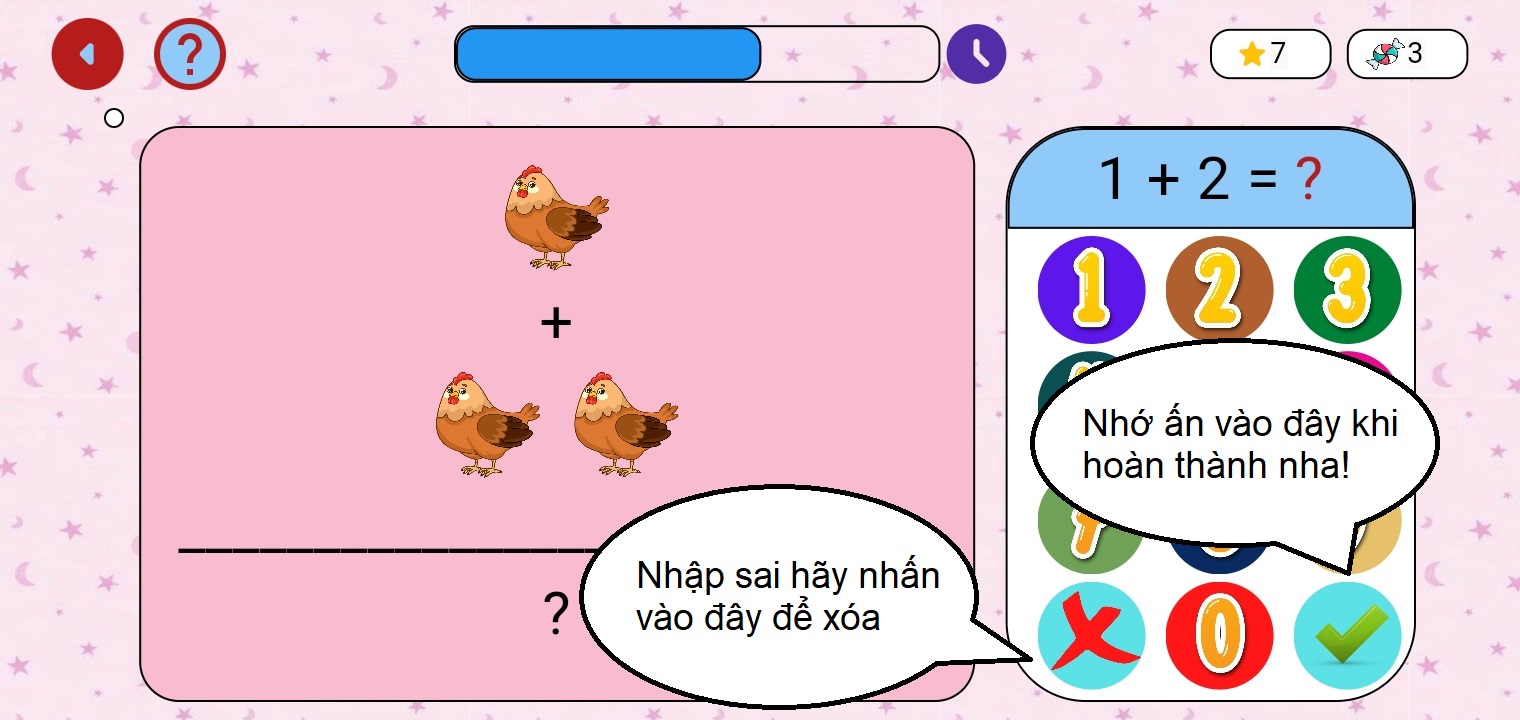 ?
7
3
1 + 2 = ?
+
?
1 2 3
Nhớ ấn vào đây khi
hoàn thành nha!
Nhập sai hãy nhấn
vào đây để xóa
0